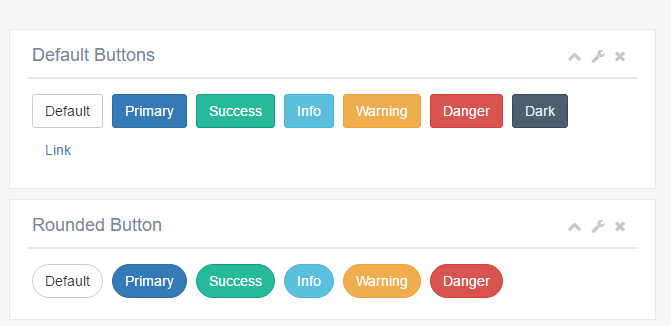 Default Buttons
Default Primary Success Info Warning Danger Dark
Link
Rounded Button
Default Primary Success Info Warning Danger